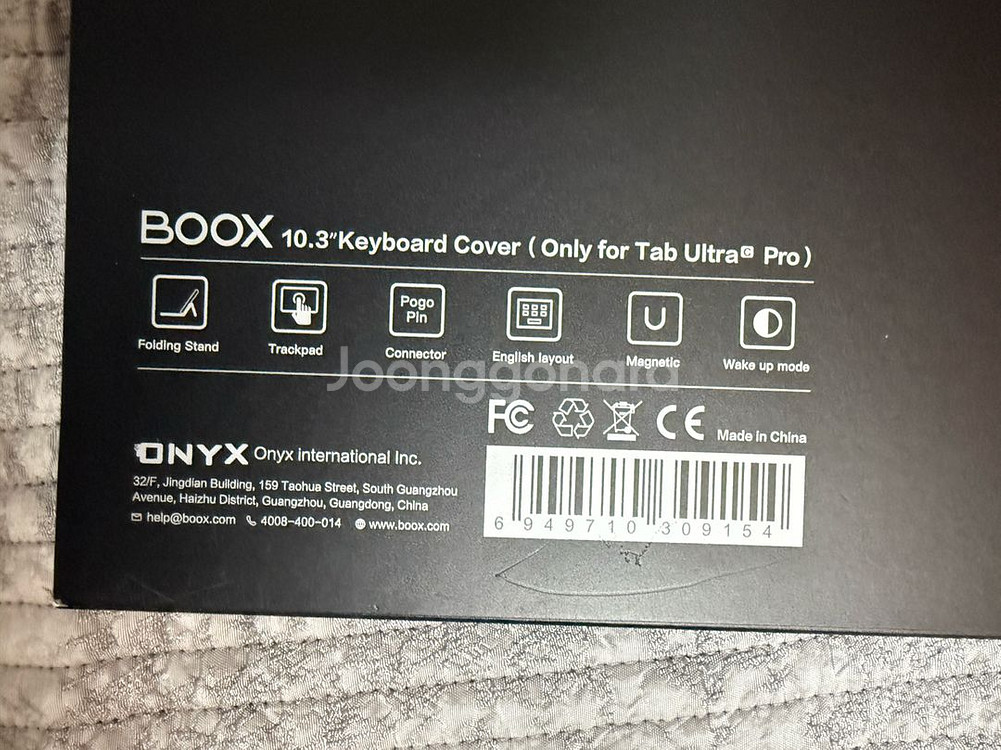 BOOX 10.3"Keyboard Cover ( Only for Tab Ultra C Pro )
Pogo
Pin
Folding Stand Trackpad Connector English layout Magnetic Wake up mode
Joonggonara
FC CE Made in China
ONYX Onyx international Inc.
32/F, Jingdian Building, 159 Taohua Street, South Guangzhou
Avenue, Haizhu District, Guangzhou, Guangdong, China
help@boox.com 4008-400-014 www.boox.com
6 949710 309154